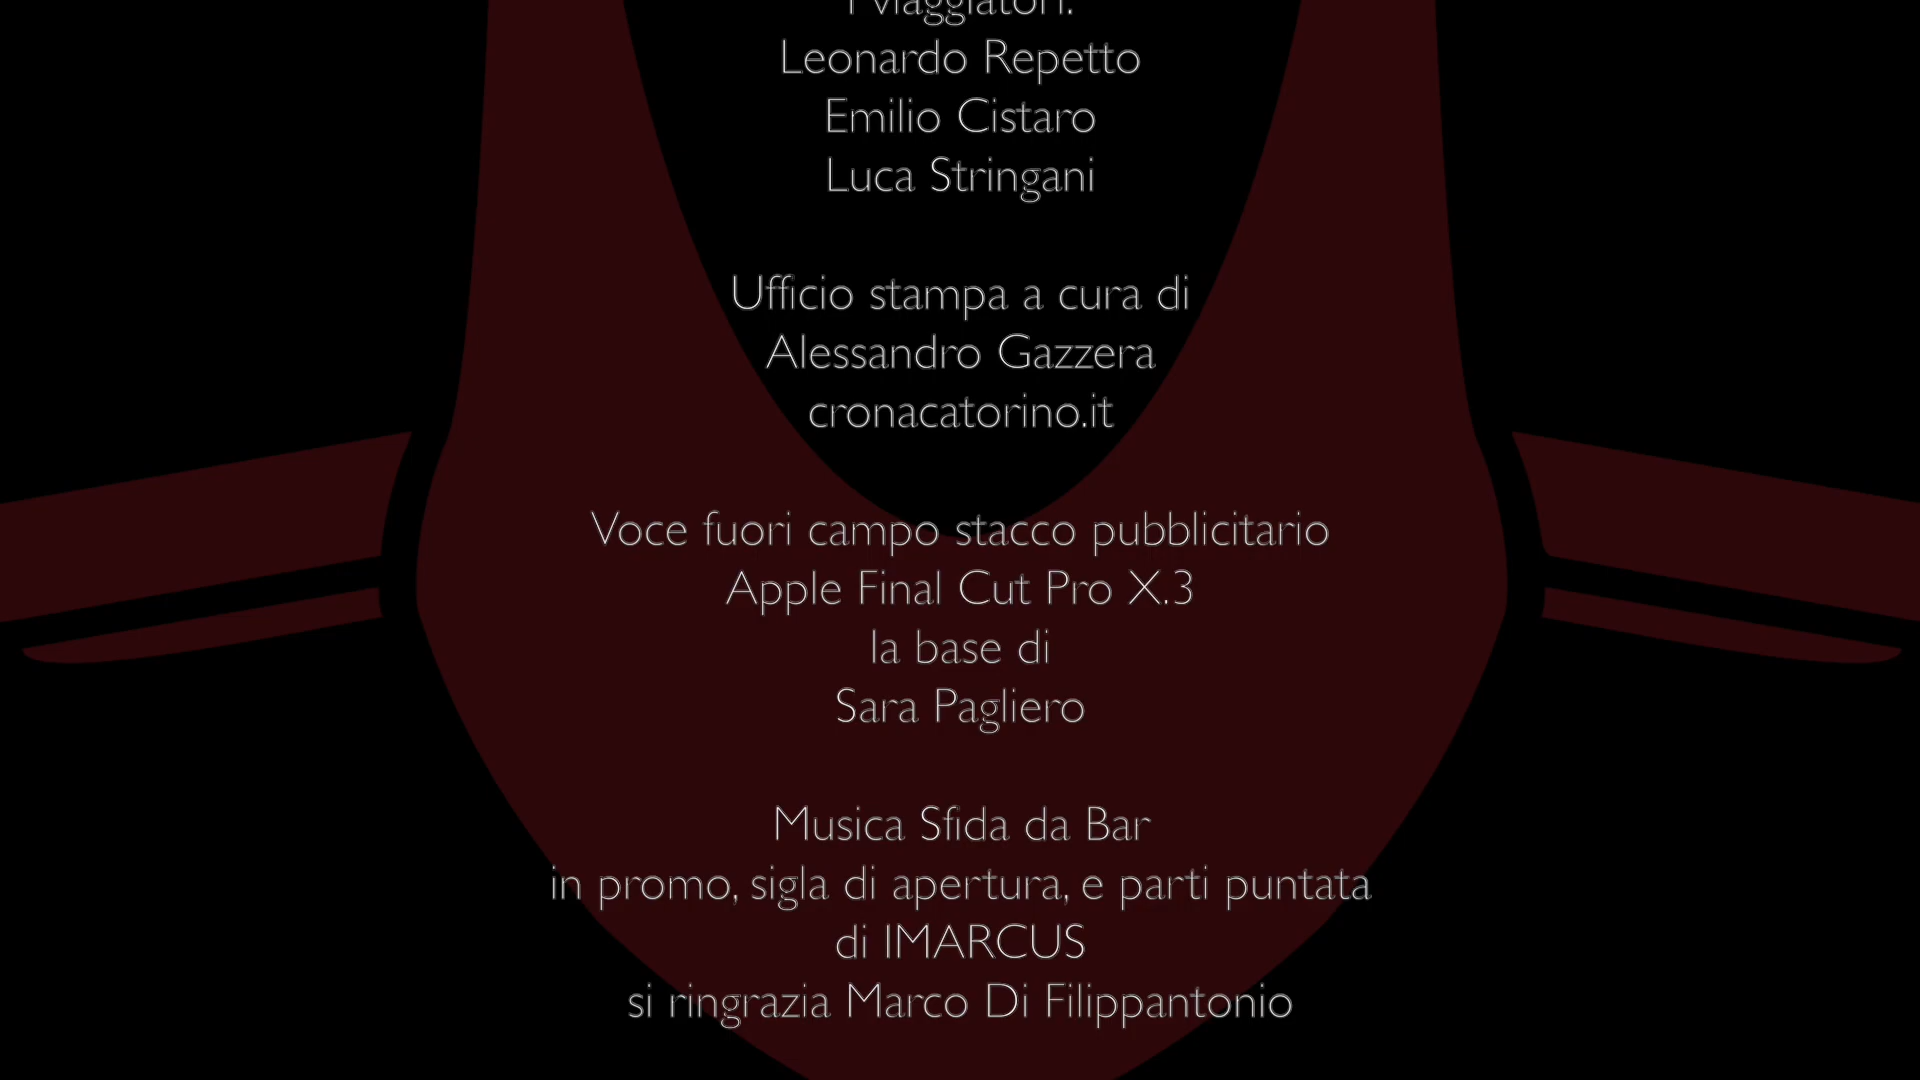 I viaggiatori:
Leonardo Repetto
Emilio Cistaro
Luca Stringani
Ufficio stampa a cura di
Alessandro Gazzera
cronacatorino.it
Voce fuori campo stacco pubblicitario
Apple Final Cut Pro X.3
la base di
Sara Pagliero
Musica Sfida da Bar
in promo, sigla di apertura, e parti puntata
di IMARCUS
si ringrazia Marco Di Filippantonio